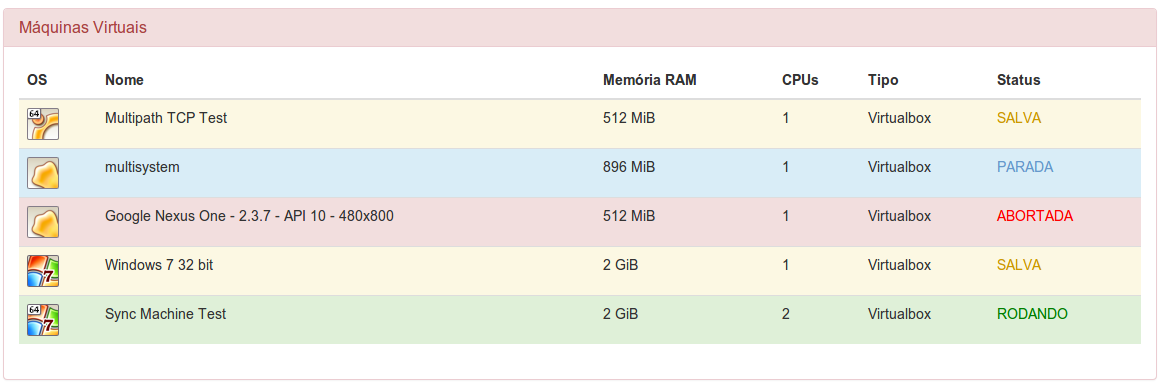 Máquinas Virtuais
OS Nome Memória RAM CPUs Tipo Status
64 Multipath TCP Test 512 MiB 1 Virtualbox SALVA
multisystem 896 MiB 1 Virtualbox PARADA
Google Nexus One - 2.3.7 - API 10 - 480x800 512 MiB 1 Virtualbox ABORTADA
7 Windows 7 32 bit 2 GiB 1 Virtualbox SALVA
64 7 Sync Machine Test 2 GiB 2 Virtualbox RODANDO